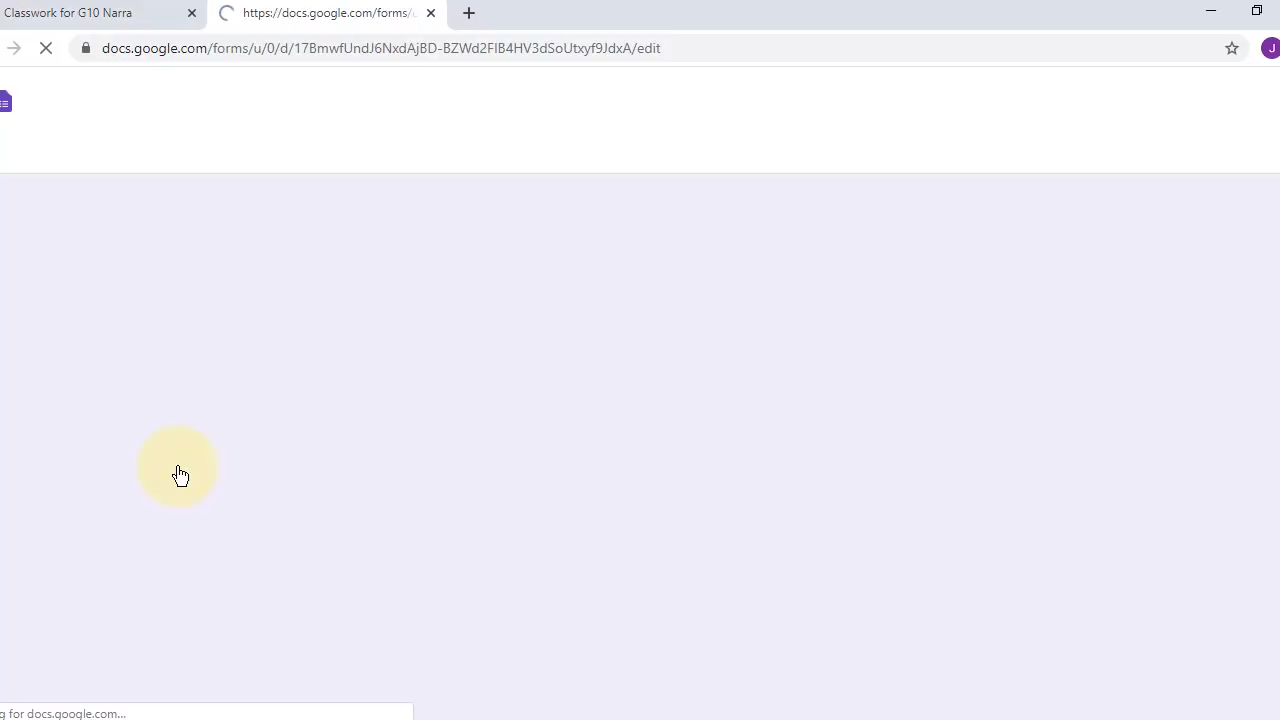 Classwork for G10 Narra
https://docs.google.com/forms/u
docs.google.com/forms/u/0/d/17BmwfUndJ6NxdAjBD-BZWd2FIB4HV3dSoUtxyf9JdxA/edit
J
g for docs.google.com...